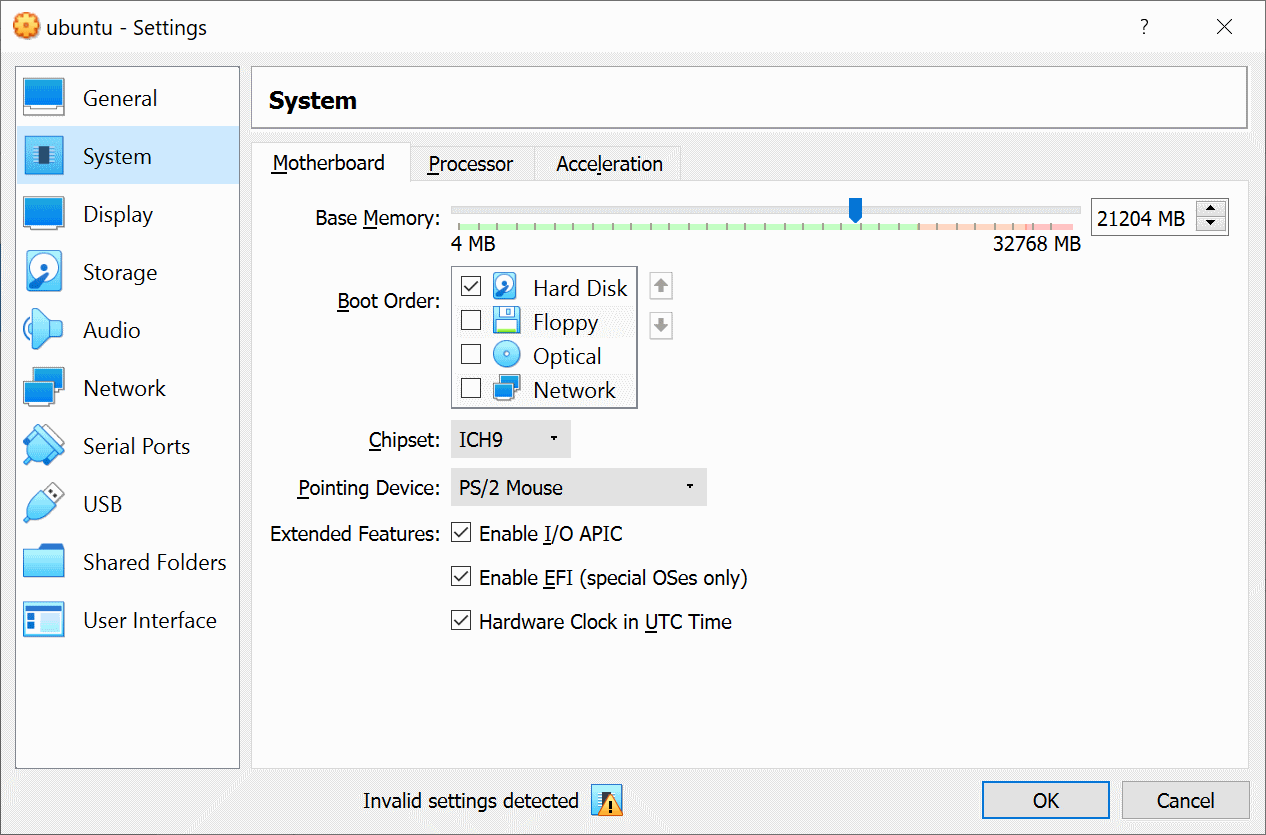 ubuntu - Settings
?
General
System
Display
Storage
Audio
Network
Serial Ports
USB
Shared Folders
User Interface
System
Motherboard
Processor
Acceleration
Base Memory:
21204 MB
4 MB
32768 MB
Boot Order:
Hard Disk
Floppy
Optical
Network
Chipset:
ICH9
Pointing Device:
PS/2 Mouse
Extended Features:
Enable I/O APIC
Enable EFI (special OSes only)
Hardware Clock in UTC Time
Invalid settings detected
OK
Cancel